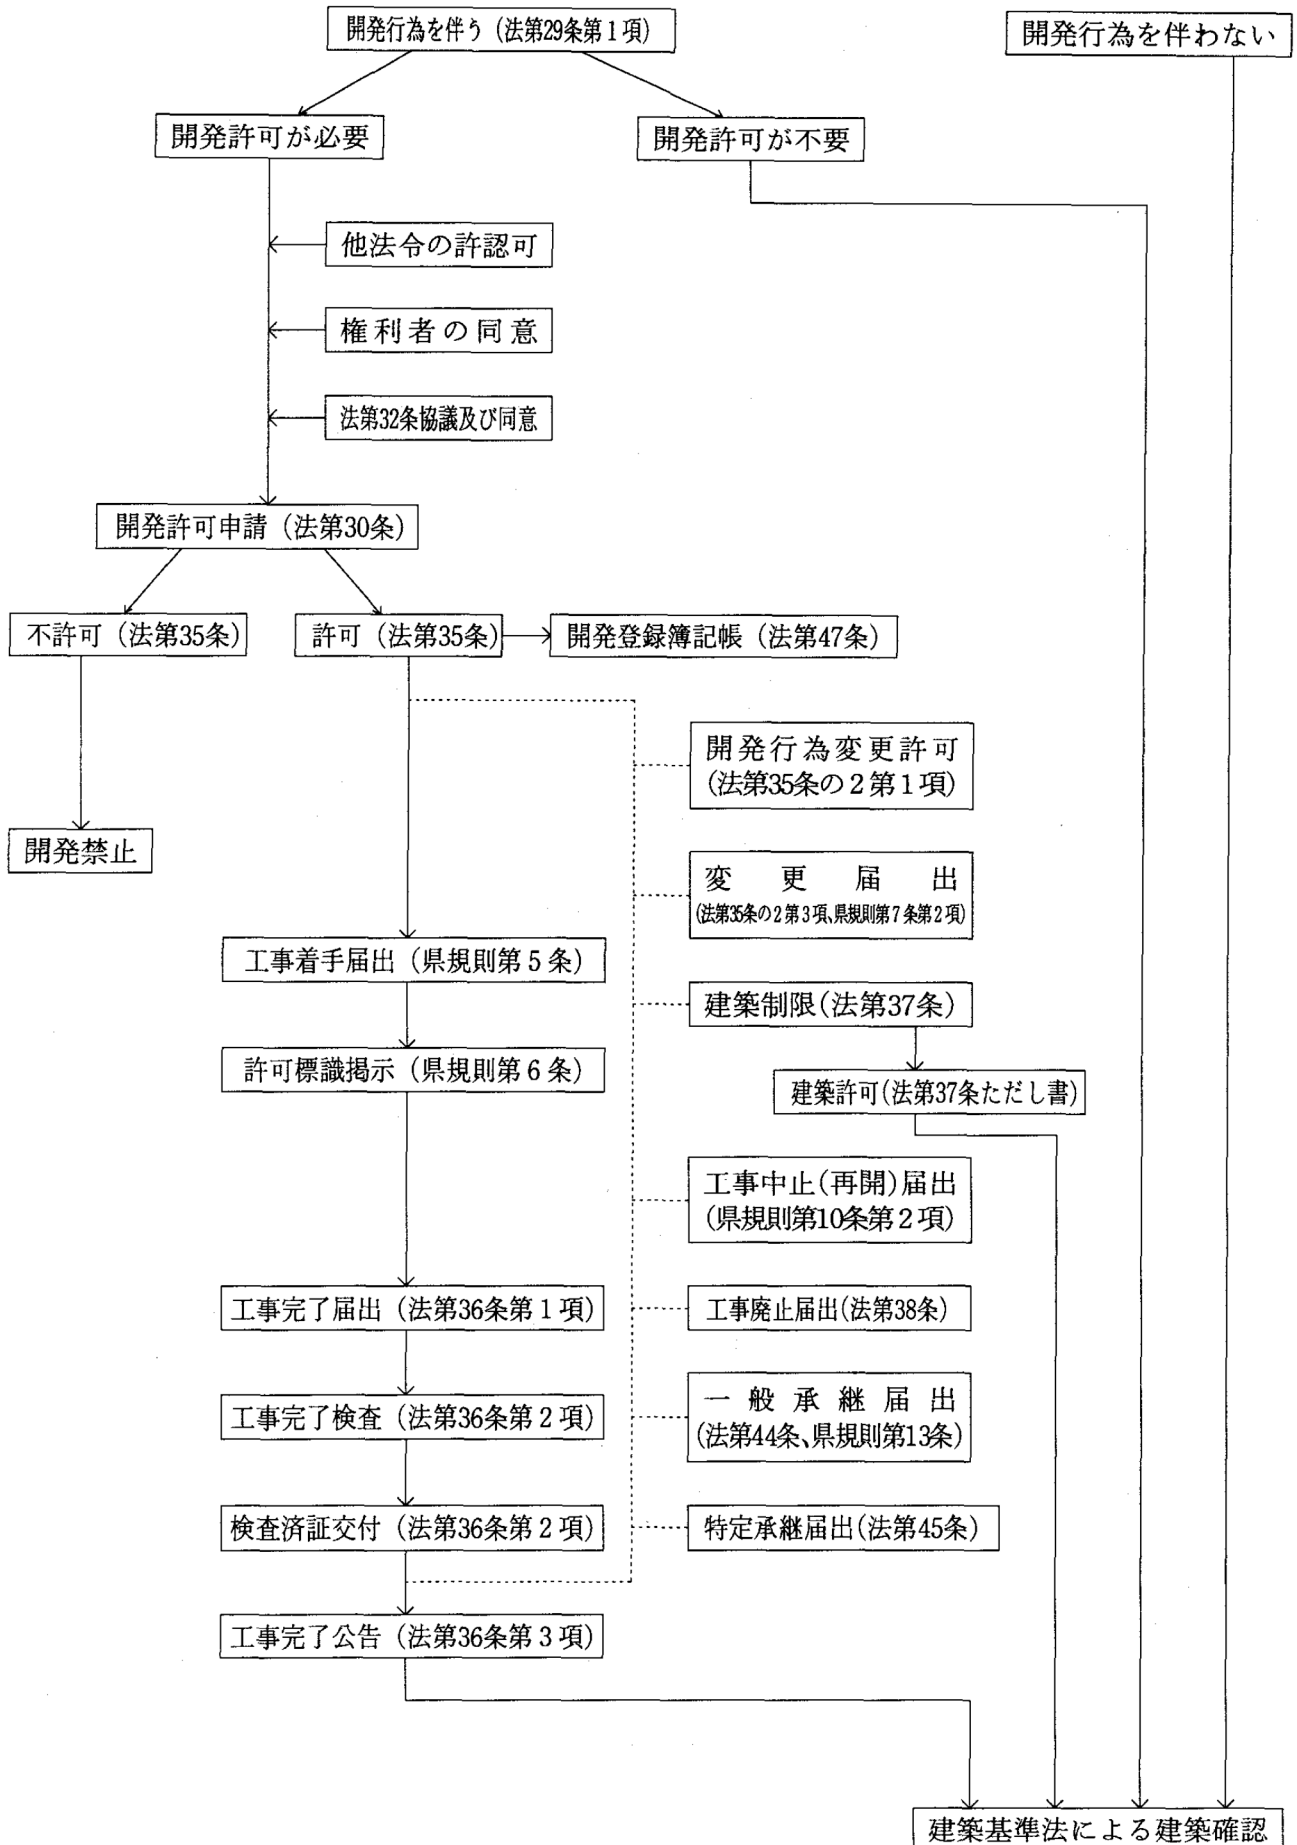 開発行為を伴う（法第29条第１項）
開発行為を伴わない
開発許可が必要
開発許可が不要
他法令の許認可
権利者の同意
法第32条協議及び同意
開発許可申請（法第30条）
不許可（法第35条）
許可（法第35条）
開発登録簿記帳（法第47条）
開発行為変更許可
（法第35条の２第１項）
開発禁止
変更届出
（法第35条の２第３項、県規則第７条第２項）
工事着手届出（県規則第５条）
建築制限（法第37条）
許可標識掲示（県規則第６条）
建築許可（法第37条ただし書）
工事中止（再開）届出
（県規則第10条第２項）
工事完了届出（法第36条第１項）
工事廃止届出（法第38条）
工事完了検査（法第36条第２項）
一般承継届出
（法第44条、県規則第13条）
検査済証交付（法第36条第２項）
特定承継届出（法第45条）
工事完了公告（法第36条第３項）
建築基準法による建築確認